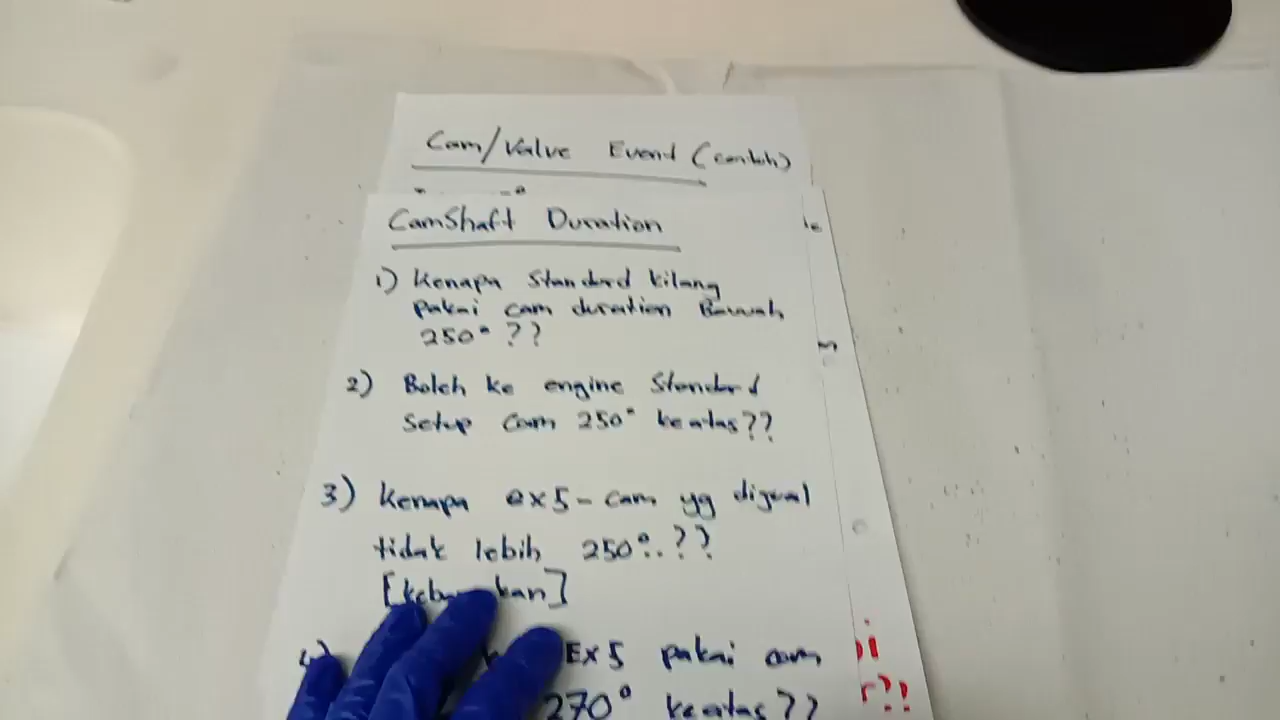 Cam/Valve Event (contoh)
CamShaft Duration
1) Kenapa Standard kilang
pakai cam duration Bawah
250° ??
2) Boleh ke engine Standard
Setup Cam 250° keatas??
3) Kenapa ex5-cam yg dijual
tidak lebih 250°..??
4) EX5 pakai cam
270° keatas??